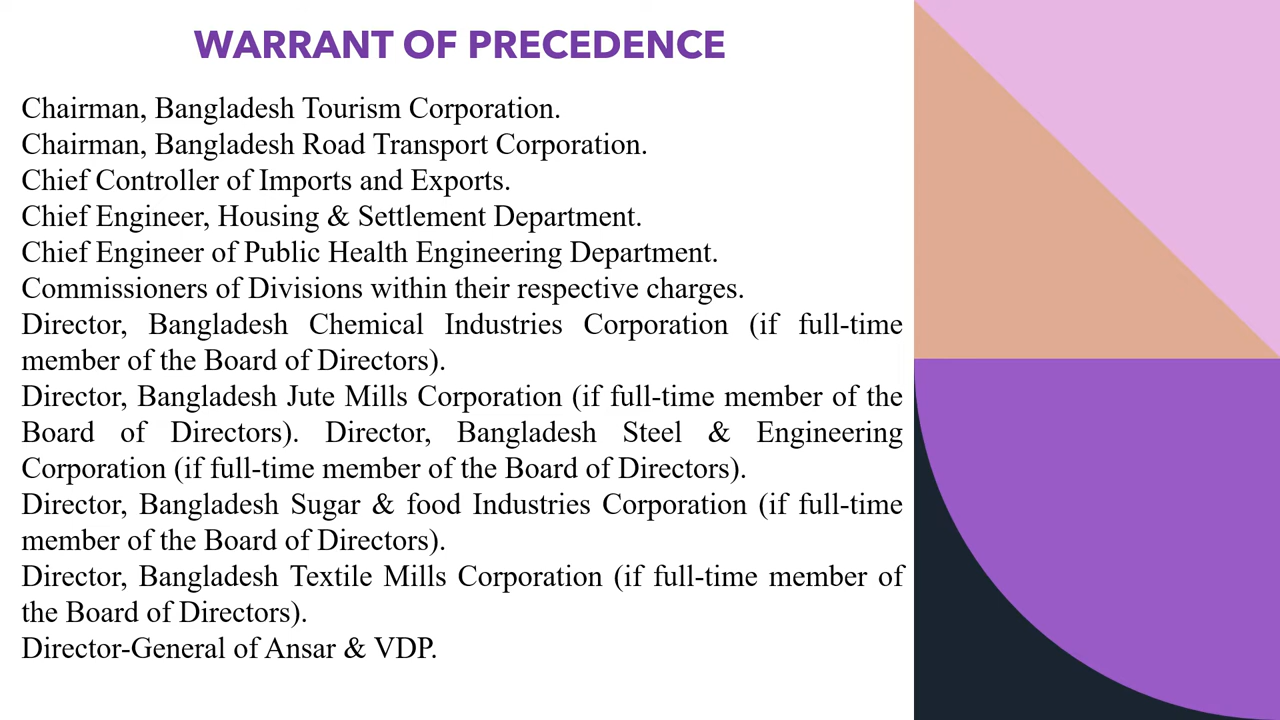 WARRANT OF PRECEDENCE
Chairman, Bangladesh Tourism Corporation.
Chairman, Bangladesh Road Transport Corporation.
Chief Controller of Imports and Exports.
Chief Engineer, Housing & Settlement Department.
Chief Engineer of Public Health Engineering Department.
Commissioners of Divisions within their respective charges.
Director, Bangladesh Chemical Industries Corporation (if full-time
member of the Board of Directors).
Director, Bangladesh Jute Mills Corporation (if full-time member of the
Board of Directors). Director, Bangladesh Steel & Engineering
Corporation (if full-time member of the Board of Directors).
Director, Bangladesh Sugar & food Industries Corporation (if full-time
member of the Board of Directors).
Director, Bangladesh Textile Mills Corporation (if full-time member of
the Board of Directors).
Director-General of Ansar & VDP.